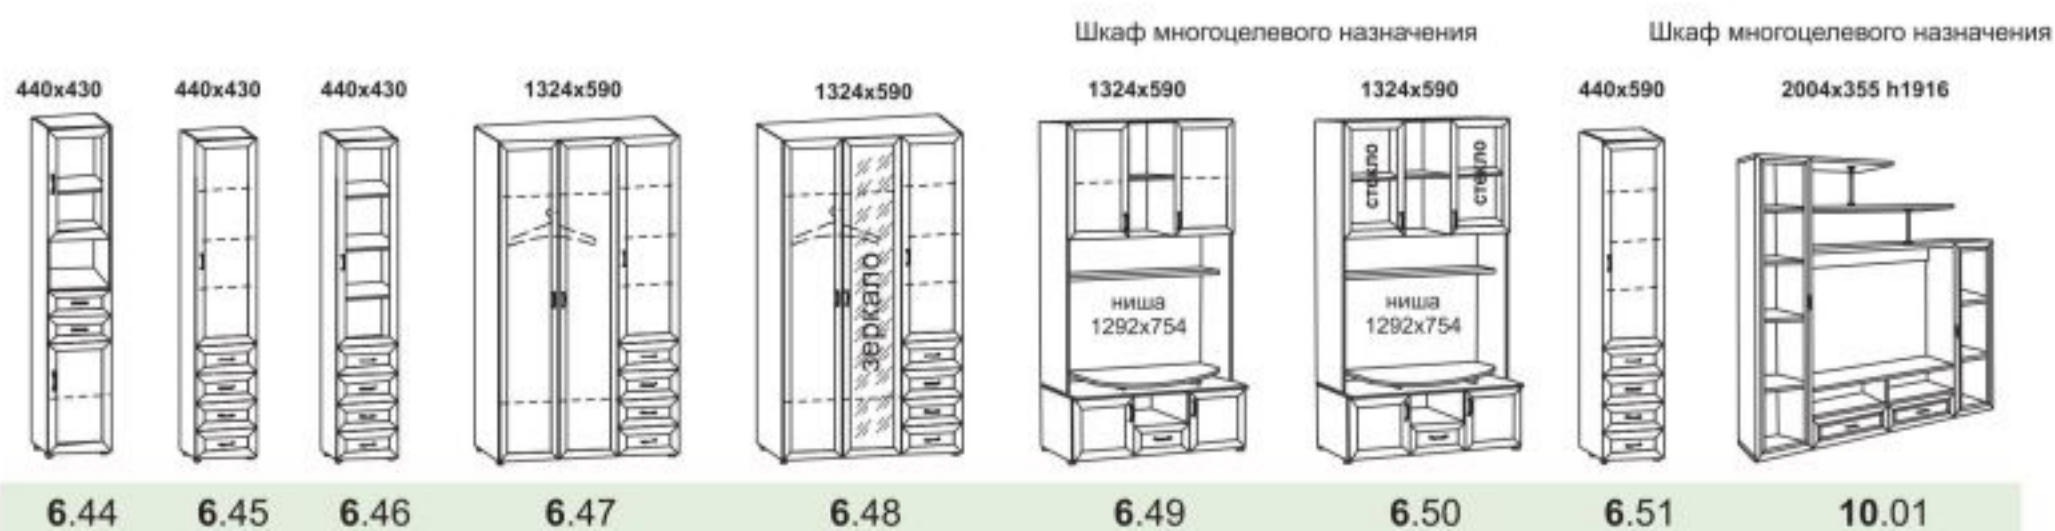 Шкаф многоцелевого назначения Шкаф многоцелевого назначения
440x430 440x430 440x430 1324x590 1324x590 1324x590 1324x590 440x590 2004x355 h1916
стекло стекло
зеркало
ниша ниша
1292x754 1292x754
6.44 6.45 6.46 6.47 6.48 6.49 6.50 6.51 10.01